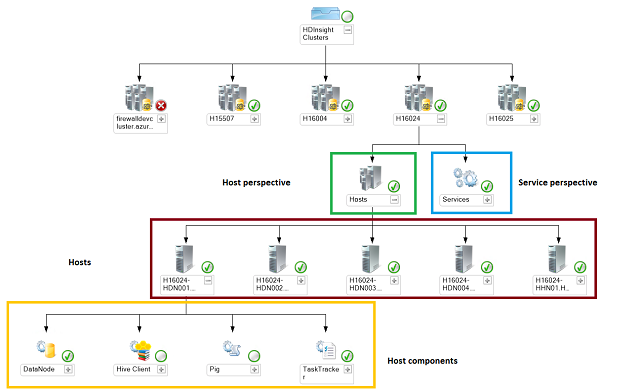 HDInsight
Clusters
firewalldevc
luster.azur...
H15507
H16004
H16024
H16025
Host perspective
Hosts
Services
Service perspective
Hosts
H16024-
HDN001...
H16024-
HDN002...
H16024-
HDN003...
H16024-
HDN004...
H16024-
HHN01.H...
DataNode
Hive Client
Pig
TaskTracke
r
Host components